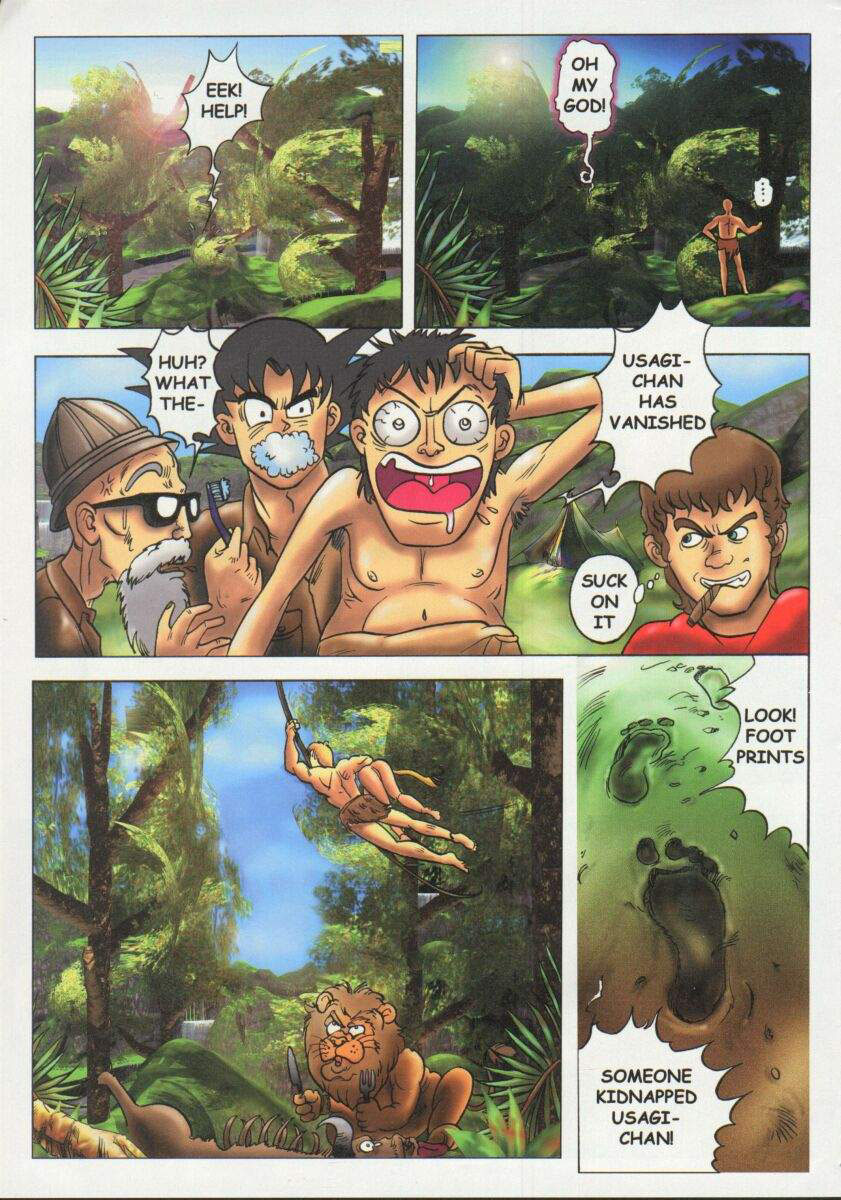 EEK!
HELP!
OH
MY
GOD!
....
HUH?
WHAT
THE-
USAGI-
CHAN
HAS
VANISHED
SUCK
ON
IT
LOOK!
FOOT
PRINTS
SOMEONE
KIDNAPPED
USAGI-
CHAN!